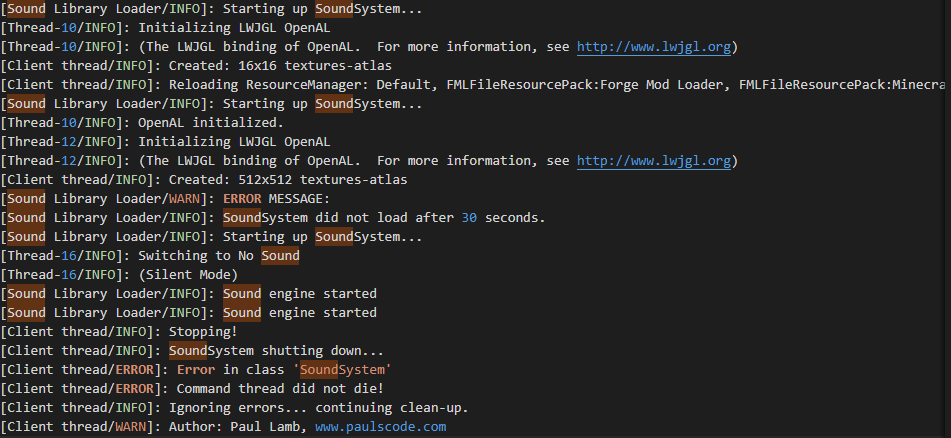 [Sound Library Loader/INFO]: Starting up SoundSystem...
[Thread-10/INFO]: Initializing LWJGL OpenAL
[Thread-10/INFO]: (The LWJGL binding of OpenAL.  For more information, see http://www.lwjgl.org)
[Client thread/INFO]: Created: 16x16 textures-atlas
[Client thread/INFO]: Reloading ResourceManager: Default, FMLFileResourcePack:Forge Mod Loader, FMLFileResourcePack:Minecra
[Sound Library Loader/INFO]: Starting up SoundSystem...
[Thread-10/INFO]: OpenAL initialized.
[Thread-12/INFO]: Initializing LWJGL OpenAL
[Thread-12/INFO]: (The LWJGL binding of OpenAL.  For more information, see http://www.lwjgl.org)
[Client thread/INFO]: Created: 512x512 textures-atlas
[Sound Library Loader/WARN]: ERROR MESSAGE:
[Sound Library Loader/INFO]: SoundSystem did not load after 30 seconds.
[Sound Library Loader/INFO]: Starting up SoundSystem...
[Thread-16/INFO]: Switching to No Sound
[Thread-16/INFO]: (Silent Mode)
[Sound Library Loader/INFO]: Sound engine started
[Sound Library Loader/INFO]: Sound engine started
[Client thread/INFO]: Stopping!
[Client thread/INFO]: SoundSystem shutting down...
[Client thread/ERROR]: Error in class 'SoundSystem'
[Client thread/ERROR]: Command thread did not die!
[Client thread/INFO]: Ignoring errors... continuing clean-up.
[Client thread/WARN]: Author: Paul Lamb, www.paulscode.com